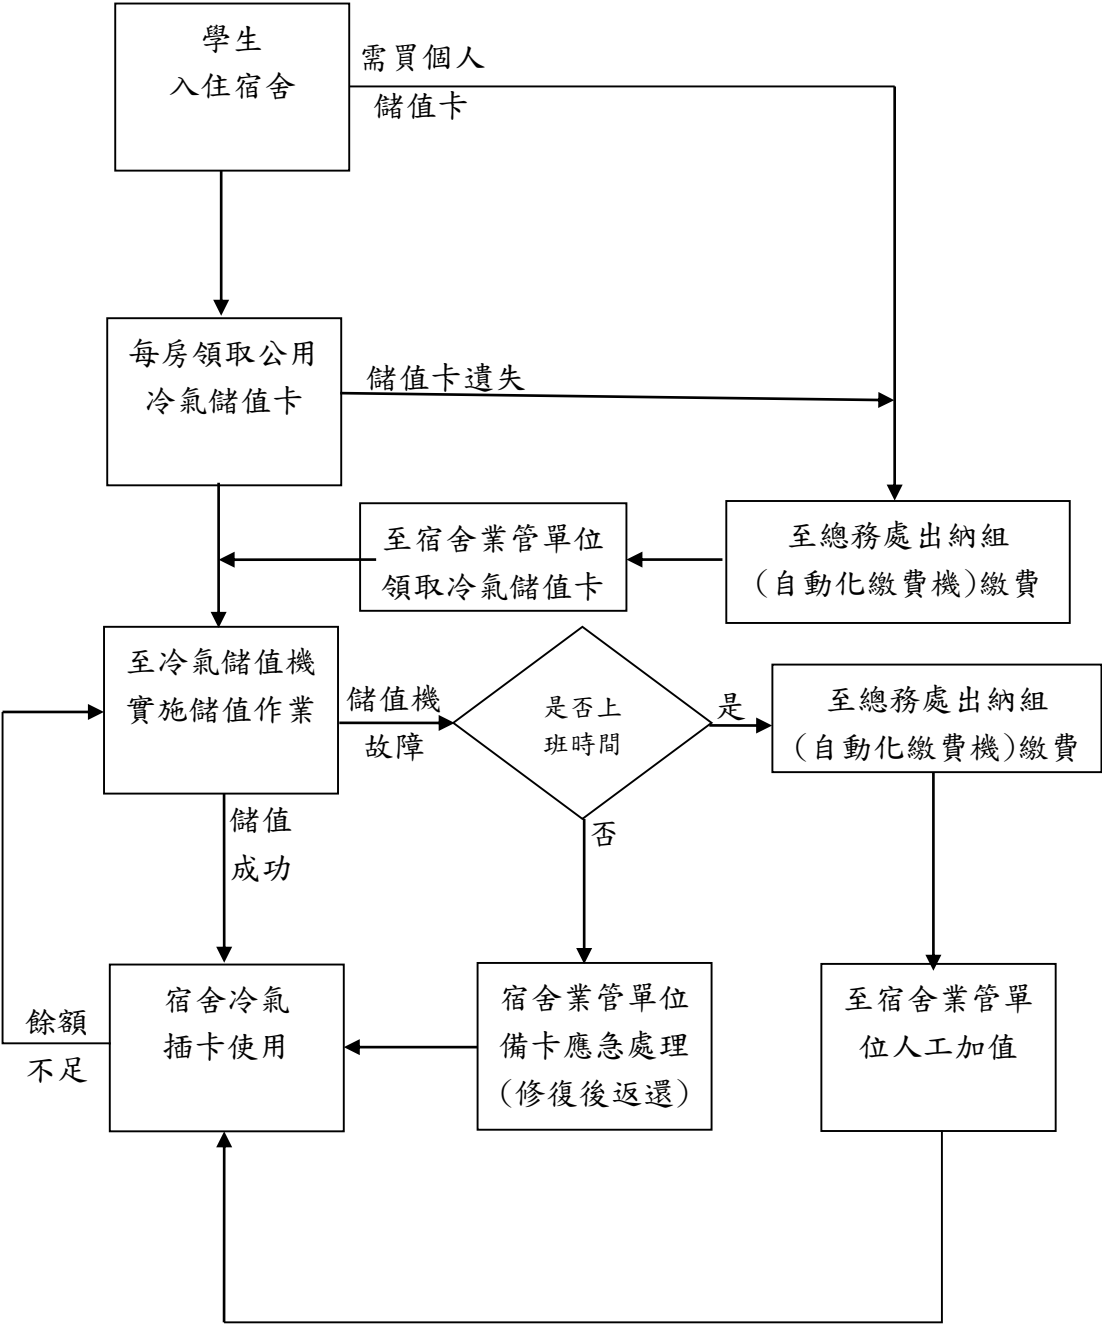 學生
入住宿舍
需買個人
儲值卡
每房領取公用
冷氣儲值卡
儲值卡遺失
至宿舍業管單位
領取冷氣儲值卡
至總務處出納組
(自動化繳費機)繳費
至冷氣儲值機
實施儲值作業
儲值機
故障
是否上
班時間
是
至總務處出納組
(自動化繳費機)繳費
儲值
成功
否
宿舍冷氣
插卡使用
餘額
不足
宿舍業管單位
備卡應急處理
(修復後返還)
至宿舍業管單
位人工加值